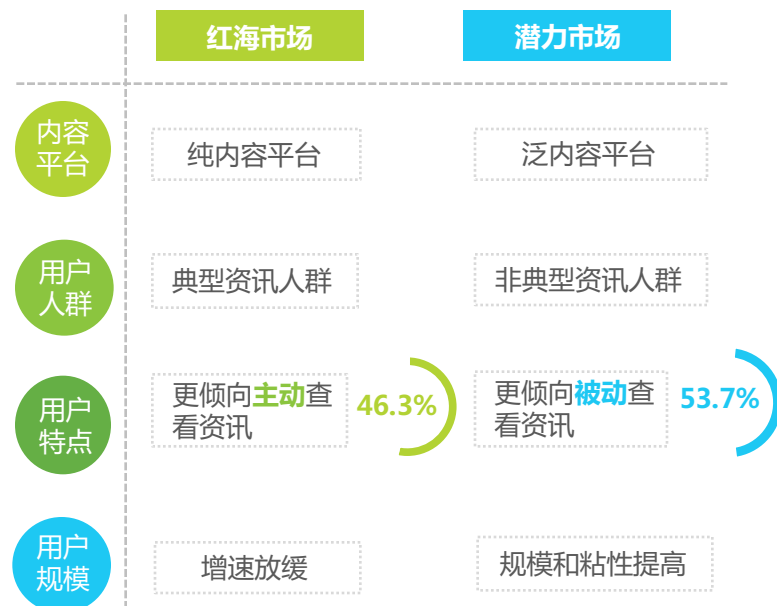 红海市场
潜力市场
内容
平台
纯内容平台
泛内容平台
用户
人群
典型资讯人群
非典型资讯人群
用户
特点
更倾向主动查
看资讯
46.3%
更倾向被动查
看资讯
53.7%
用户
规模
增速放缓
规模和粘性提高